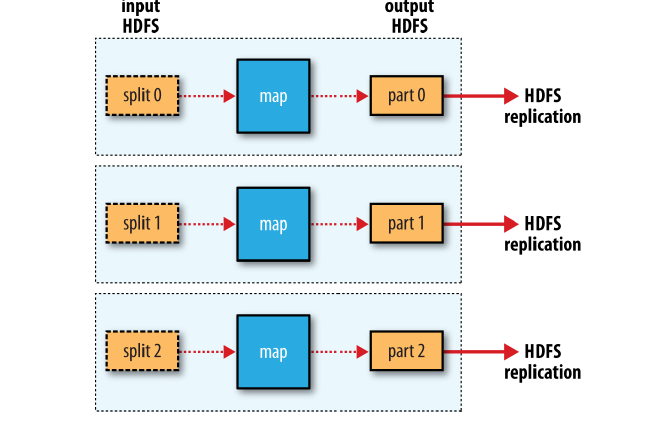 input
HDFS
output
HDFS
split 0
map
part 0
HDFS
replication
split 1
map
part 1
HDFS
replication
split 2
map
part 2
HDFS
replication